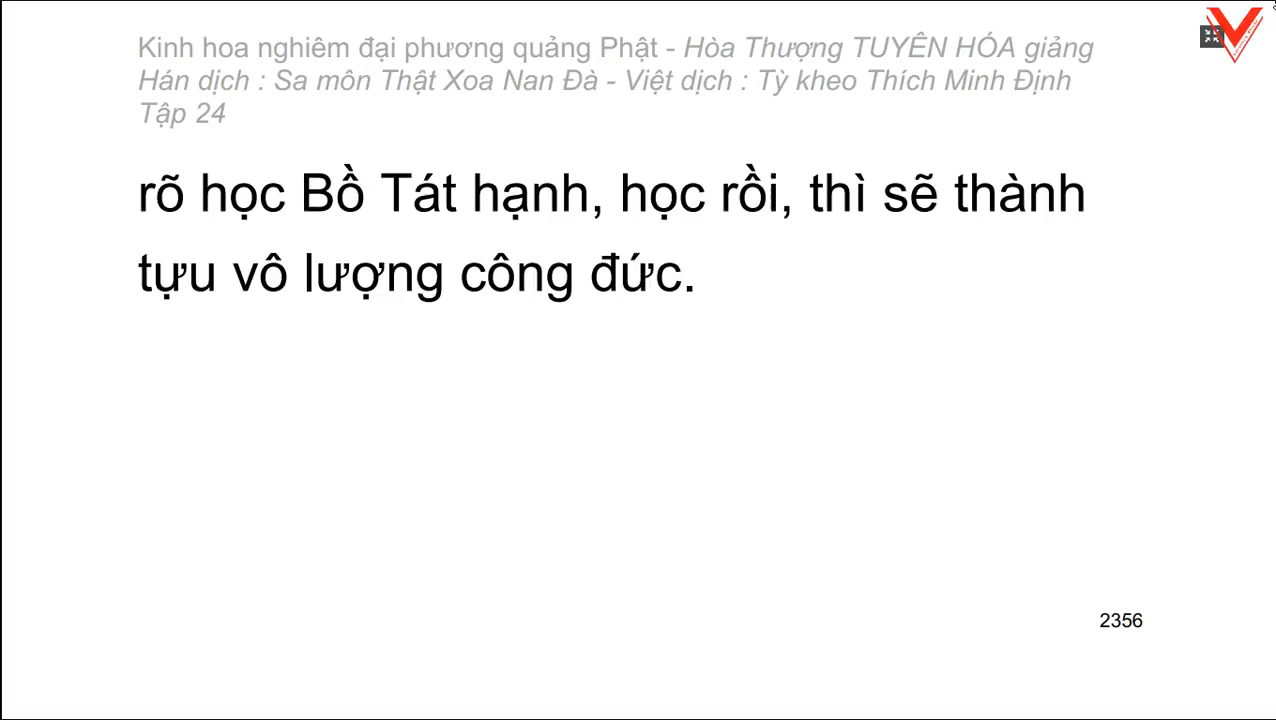 Kinh hoa nghiêm đại phương quảng Phật - Hòa Thượng TUYÊN HÓA giảng
Hán dịch : Sa môn Thật Xoa Nan Đà - Việt dịch : Tỳ kheo Thích Minh Định
Tập 24
rõ học Bồ Tát hạnh, học rồi, thì sẽ thành
tựu vô lượng công đức.
2356